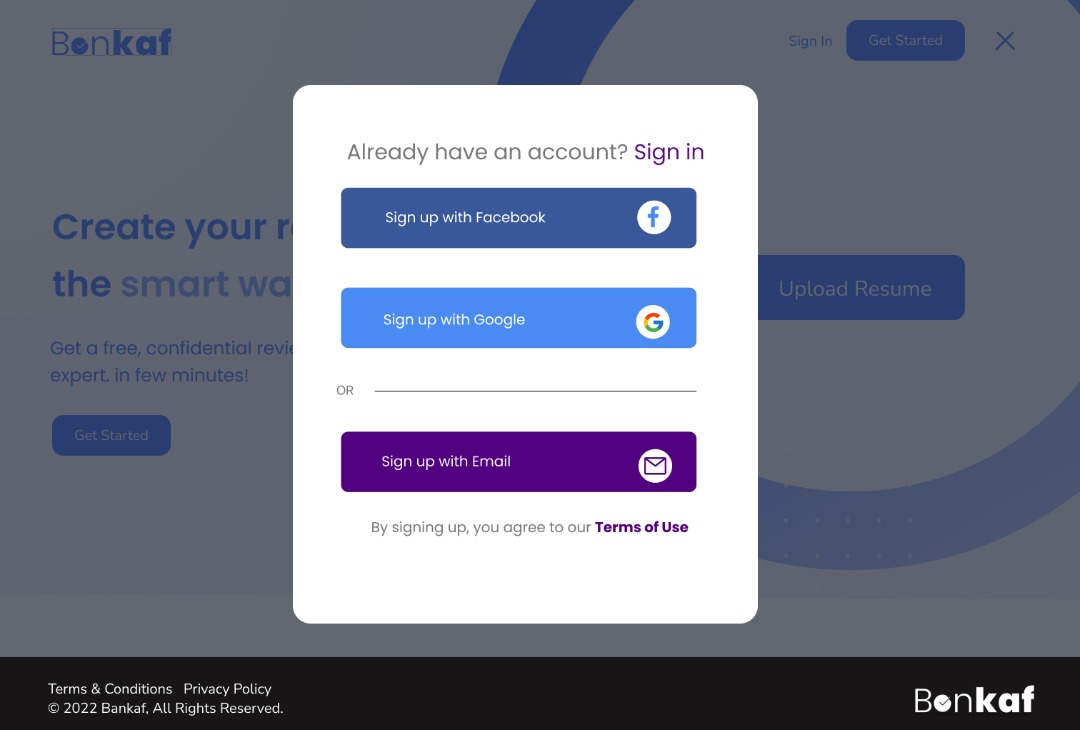 Bonkaf
Sign In
Get Started
Already have an account? Sign in
Sign up with Facebook
Create your
the smart
Sign up with Google
Upload Resume
Get a free, confidential
expert. in few minutes!
OR
Get Started
Sign up with Email
By signing up, you agree to our Terms of Use
Terms & Conditions Privacy Policy
© 2022 Bankaf, All Rights Reserved.
Bonkaf